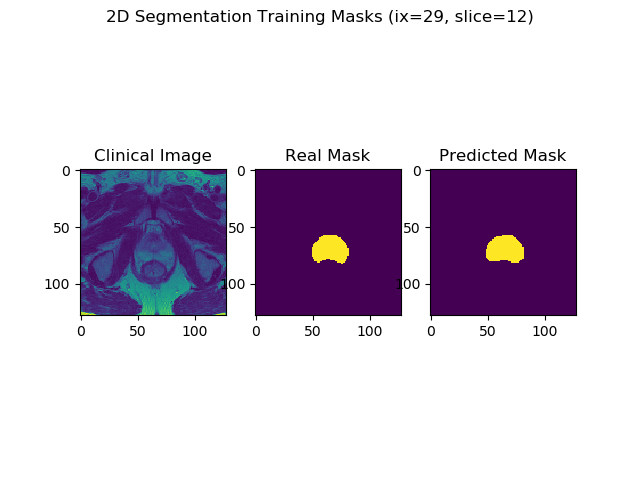 2D Segmentation Training Masks (ix=29, slice=12)
Clinical Image Real Mask Predicted Mask
0 0 0
50 50 50
100 100 100
0 50 100 0 50 100 0 50 100